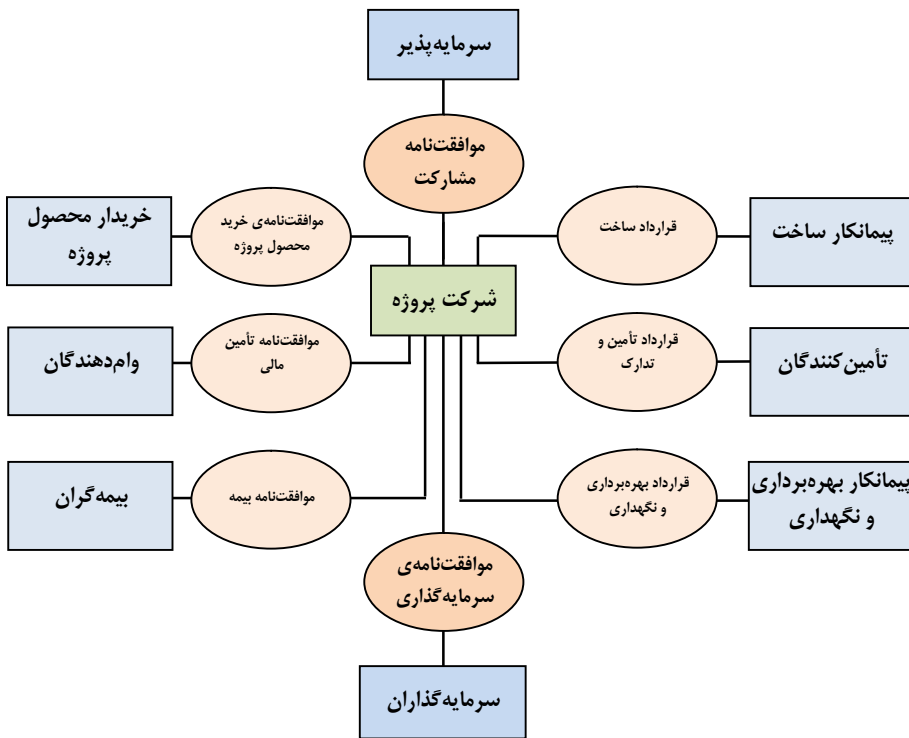 سرمایه‌پذیر
موافقت‌نامه
مشارکت
پیمانکار ساخت
قرارداد ساخت
موافقت‌نامه‌ی خرید
محصول پروژه
خریدار محصول
پروژه
شرکت پروژه
تأمین‌کنندگان
قرارداد تأمین و
تدارک
موافقت‌نامه تأمین
مالی
وام‌دهندگان
پیمانکار بهره‌برداری
و نگهداری
قرارداد بهره‌برداری
و نگهداری
موافقت‌نامه بیمه
بیمه‌گران
موافقت‌نامه‌ی
سرمایه‌گذاری
سرمایه‌گذاران